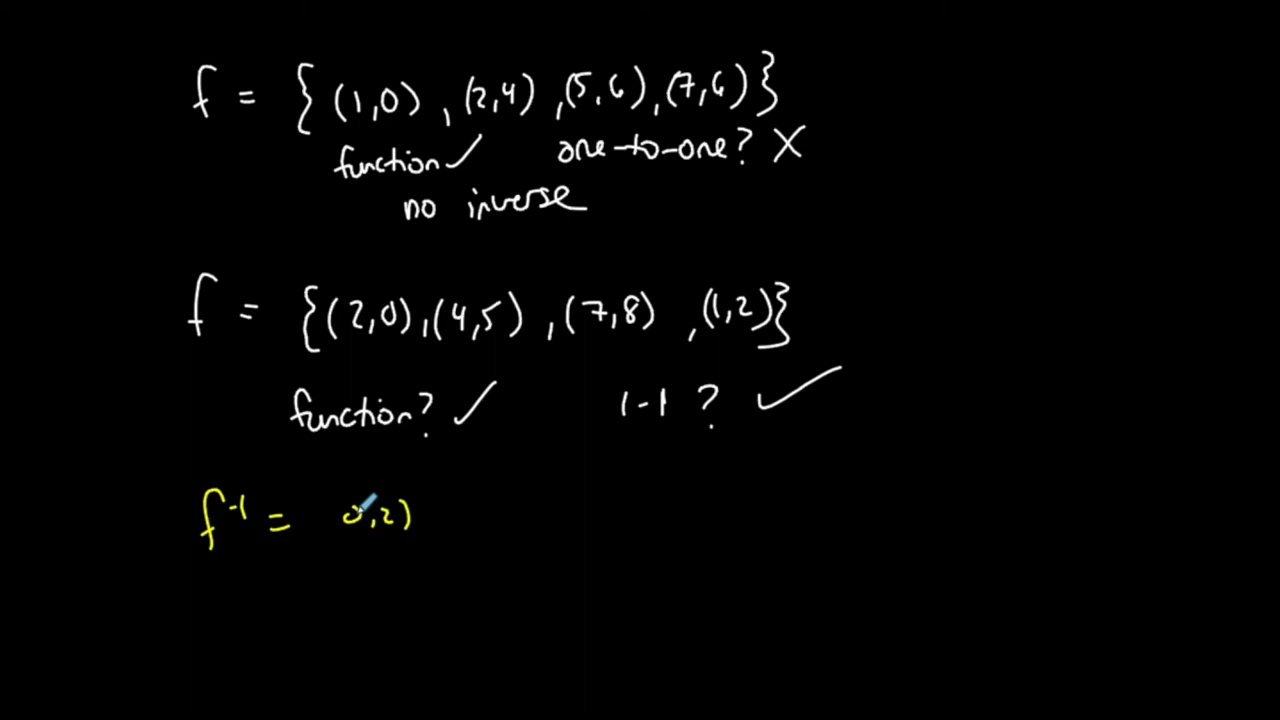 f = {(1,0) , (2,4) ,(5,6) ,(7,6)}
function ✓ one-to-one? X
no inverse
f = {(2,0),(4,5) ,(7,8) ,(1,2)}
function? ✓ 1-1 ? ✓
f⁻¹ = 0,2)